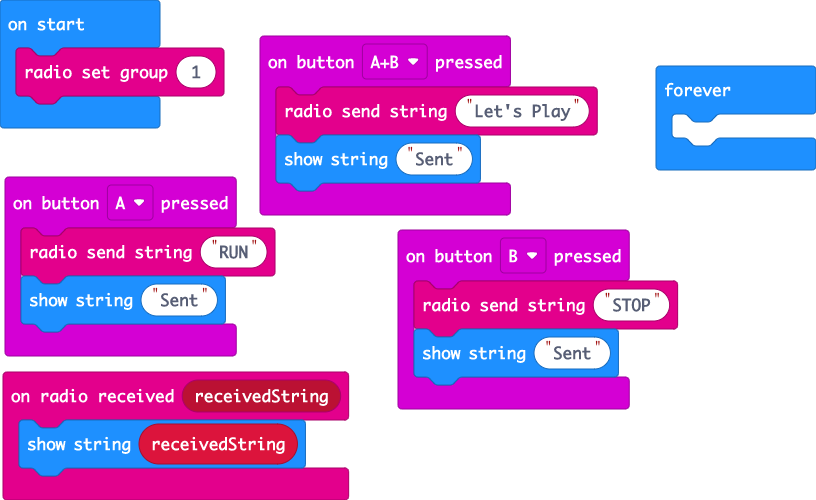 on start
radio set group 1
on button A+B pressed
radio send string "Let's Play"
show string "Sent"
forever
on button A pressed
radio send string "RUN"
show string "Sent"
on button B pressed
radio send string "STOP"
show string "Sent"
on radio received receivedString
show string receivedString